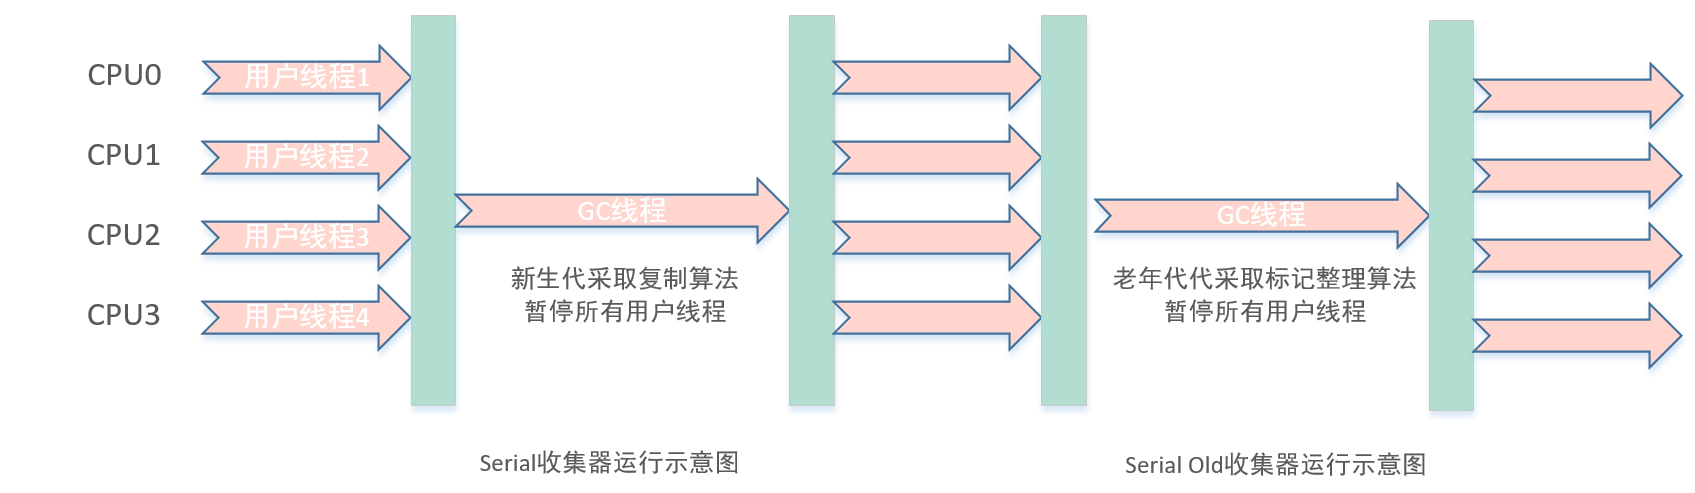 CPU0
用户线程1
CPU1
用户线程2
CPU2
用户线程3
CPU3
用户线程4
GC线程
新生代采取复制算法
暂停所有用户线程
GC线程
老年代代采取标记整理算法
暂停所有用户线程
Serial收集器运行示意图
Serial Old收集器运行示意图